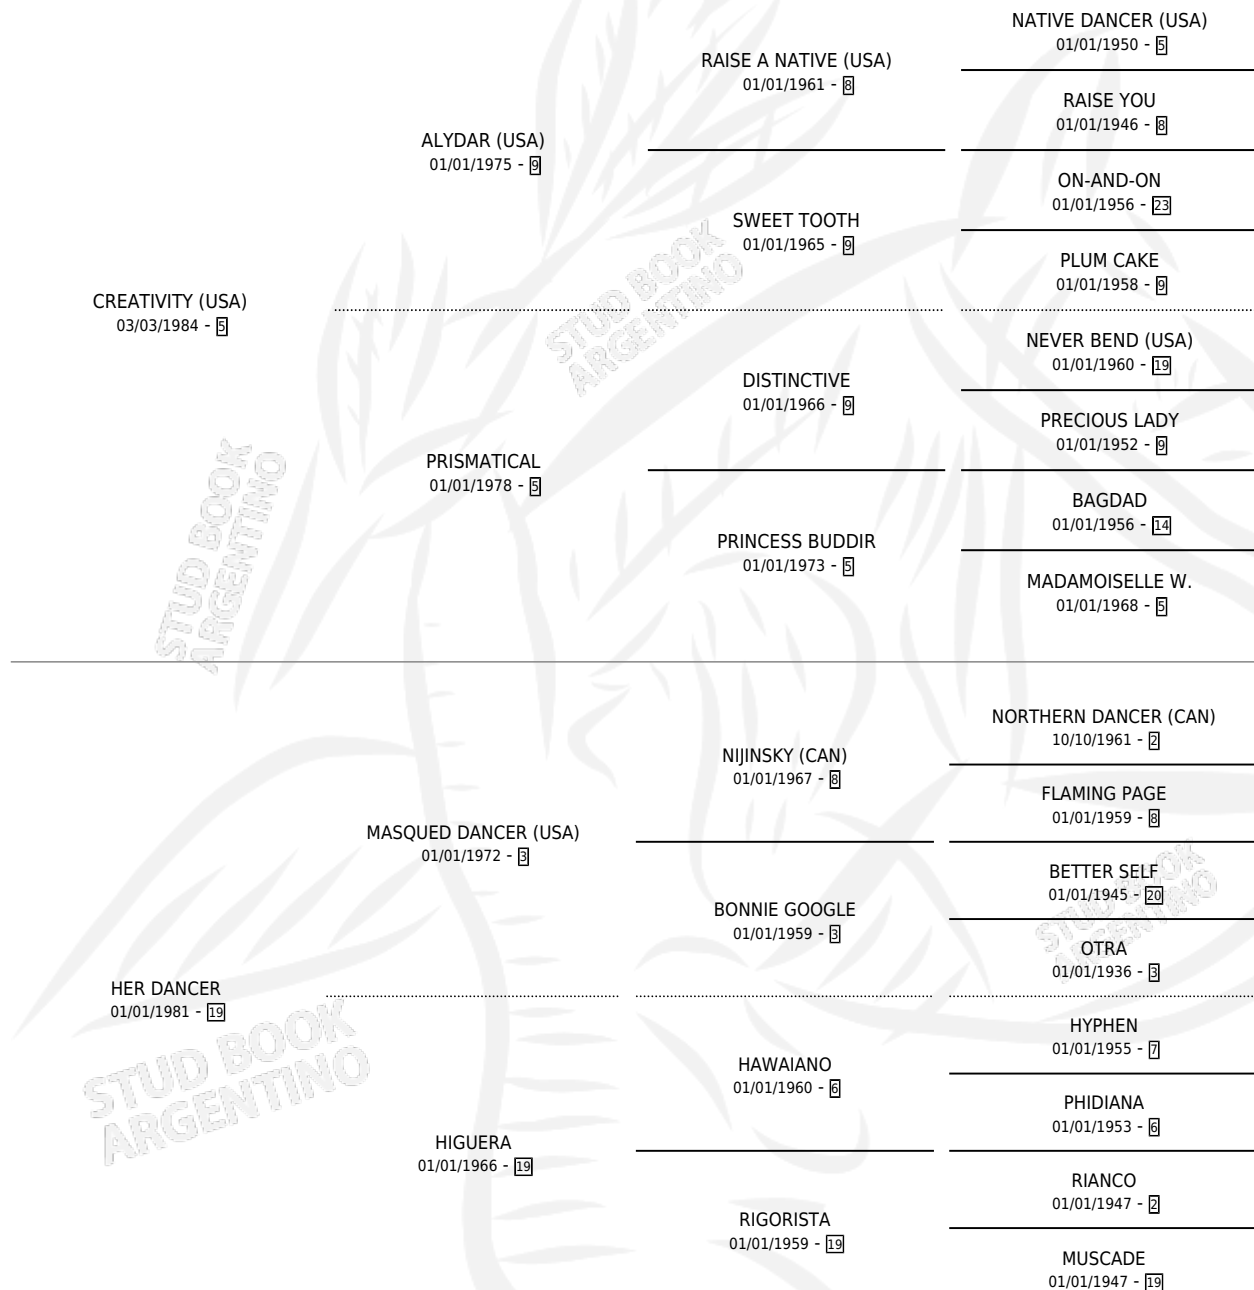 NATIVE DANCER (USA)
01/01/1950 - 5
RAISE A NATIVE (USA)
01/01/1961 - 8
RAISE YOU
01/01/1946 - 8
ALYDAR (USA)
01/01/1975 - 9
ON-AND-ON
01/01/1956 - 23
SWEET TOOTH
01/01/1965 - 9
PLUM CAKE
01/01/1958 - 9
CREATIVITY (USA)
03/03/1984 - 5
NEVER BEND (USA)
01/01/1960 - 19
DISTINCTIVE
01/01/1966 - 9
PRECIOUS LADY
01/01/1952 - 9
PRISMATICAL
01/01/1978 - 5
BAGDAD
01/01/1956 - 14
PRINCESS BUDDIR
01/01/1973 - 5
MADAMOISELLE W.
01/01/1968 - 5
STUD BOOK
ARGENTINO
STUD BOOK
ARGENTINO
NORTHERN DANCER (CAN)
10/10/1961 - 2
NIJINSKY (CAN)
01/01/1967 - 8
FLAMING PAGE
01/01/1959 - 8
MASQUED DANCER (USA)
01/01/1972 - 3
BETTER SELF
01/01/1945 - 20
BONNIE GOOGLE
01/01/1959 - 3
OTRA
01/01/1936 - 3
HER DANCER
01/01/1981 - 19
HYPHEN
01/01/1955 - 7
HAWAIANO
01/01/1960 - 6
PHIDIANA
01/01/1953 - 6
HIGUERA
01/01/1966 - 19
RIANCO
01/01/1947 - 2
RIGORISTA
01/01/1959 - 19
MUSCADE
01/01/1947 - 19
STUD BOOK
ARGENTINO
STUD BOOK
ARGENTINO